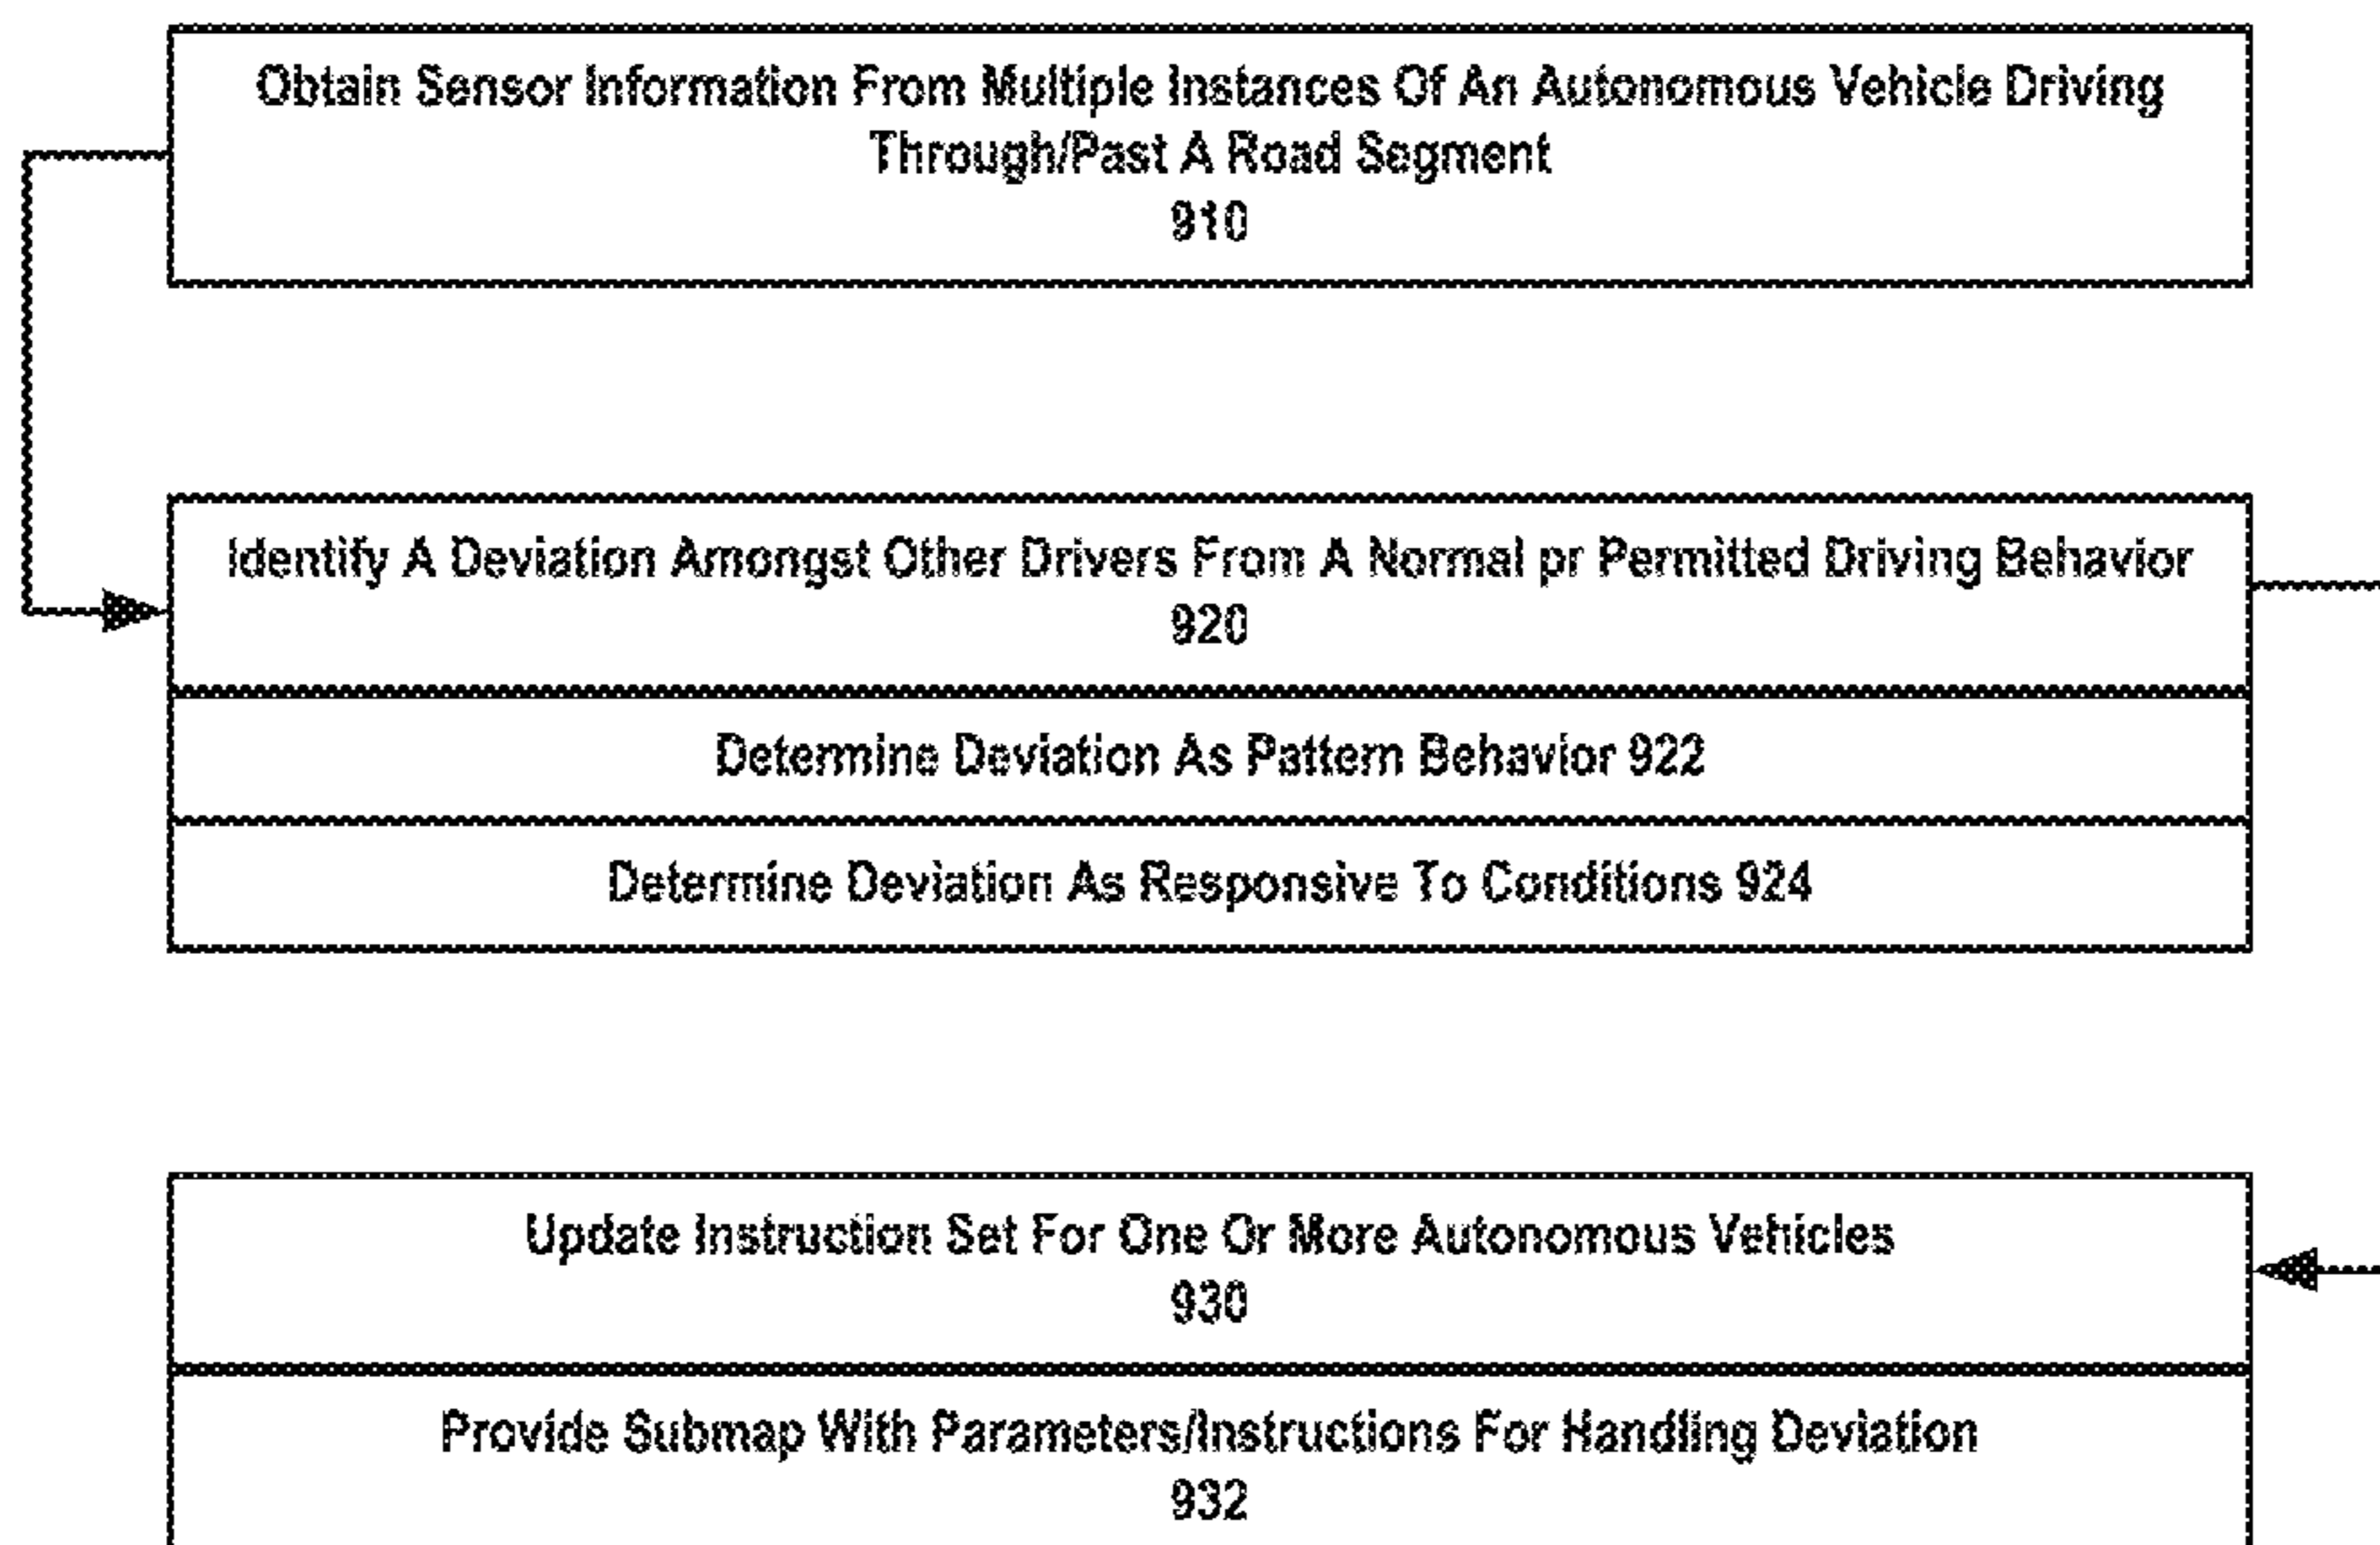 Obtain Sensor Information From Multiple Instances Of An Autonomous Vehicle Driving
Through/Past A Road Segment
910
Identify A Deviation Amongst Other Drivers From A Normal pr Permitted Driving Behavior
920
Determine Deviation As Pattern Behavior 922
Determine Deviation As Responsive To Conditions 924
Update Instruction Set For One Or More Autonomous Vehicles
930
Provide Submap With Parameters/Instructions For Handling Deviation
932